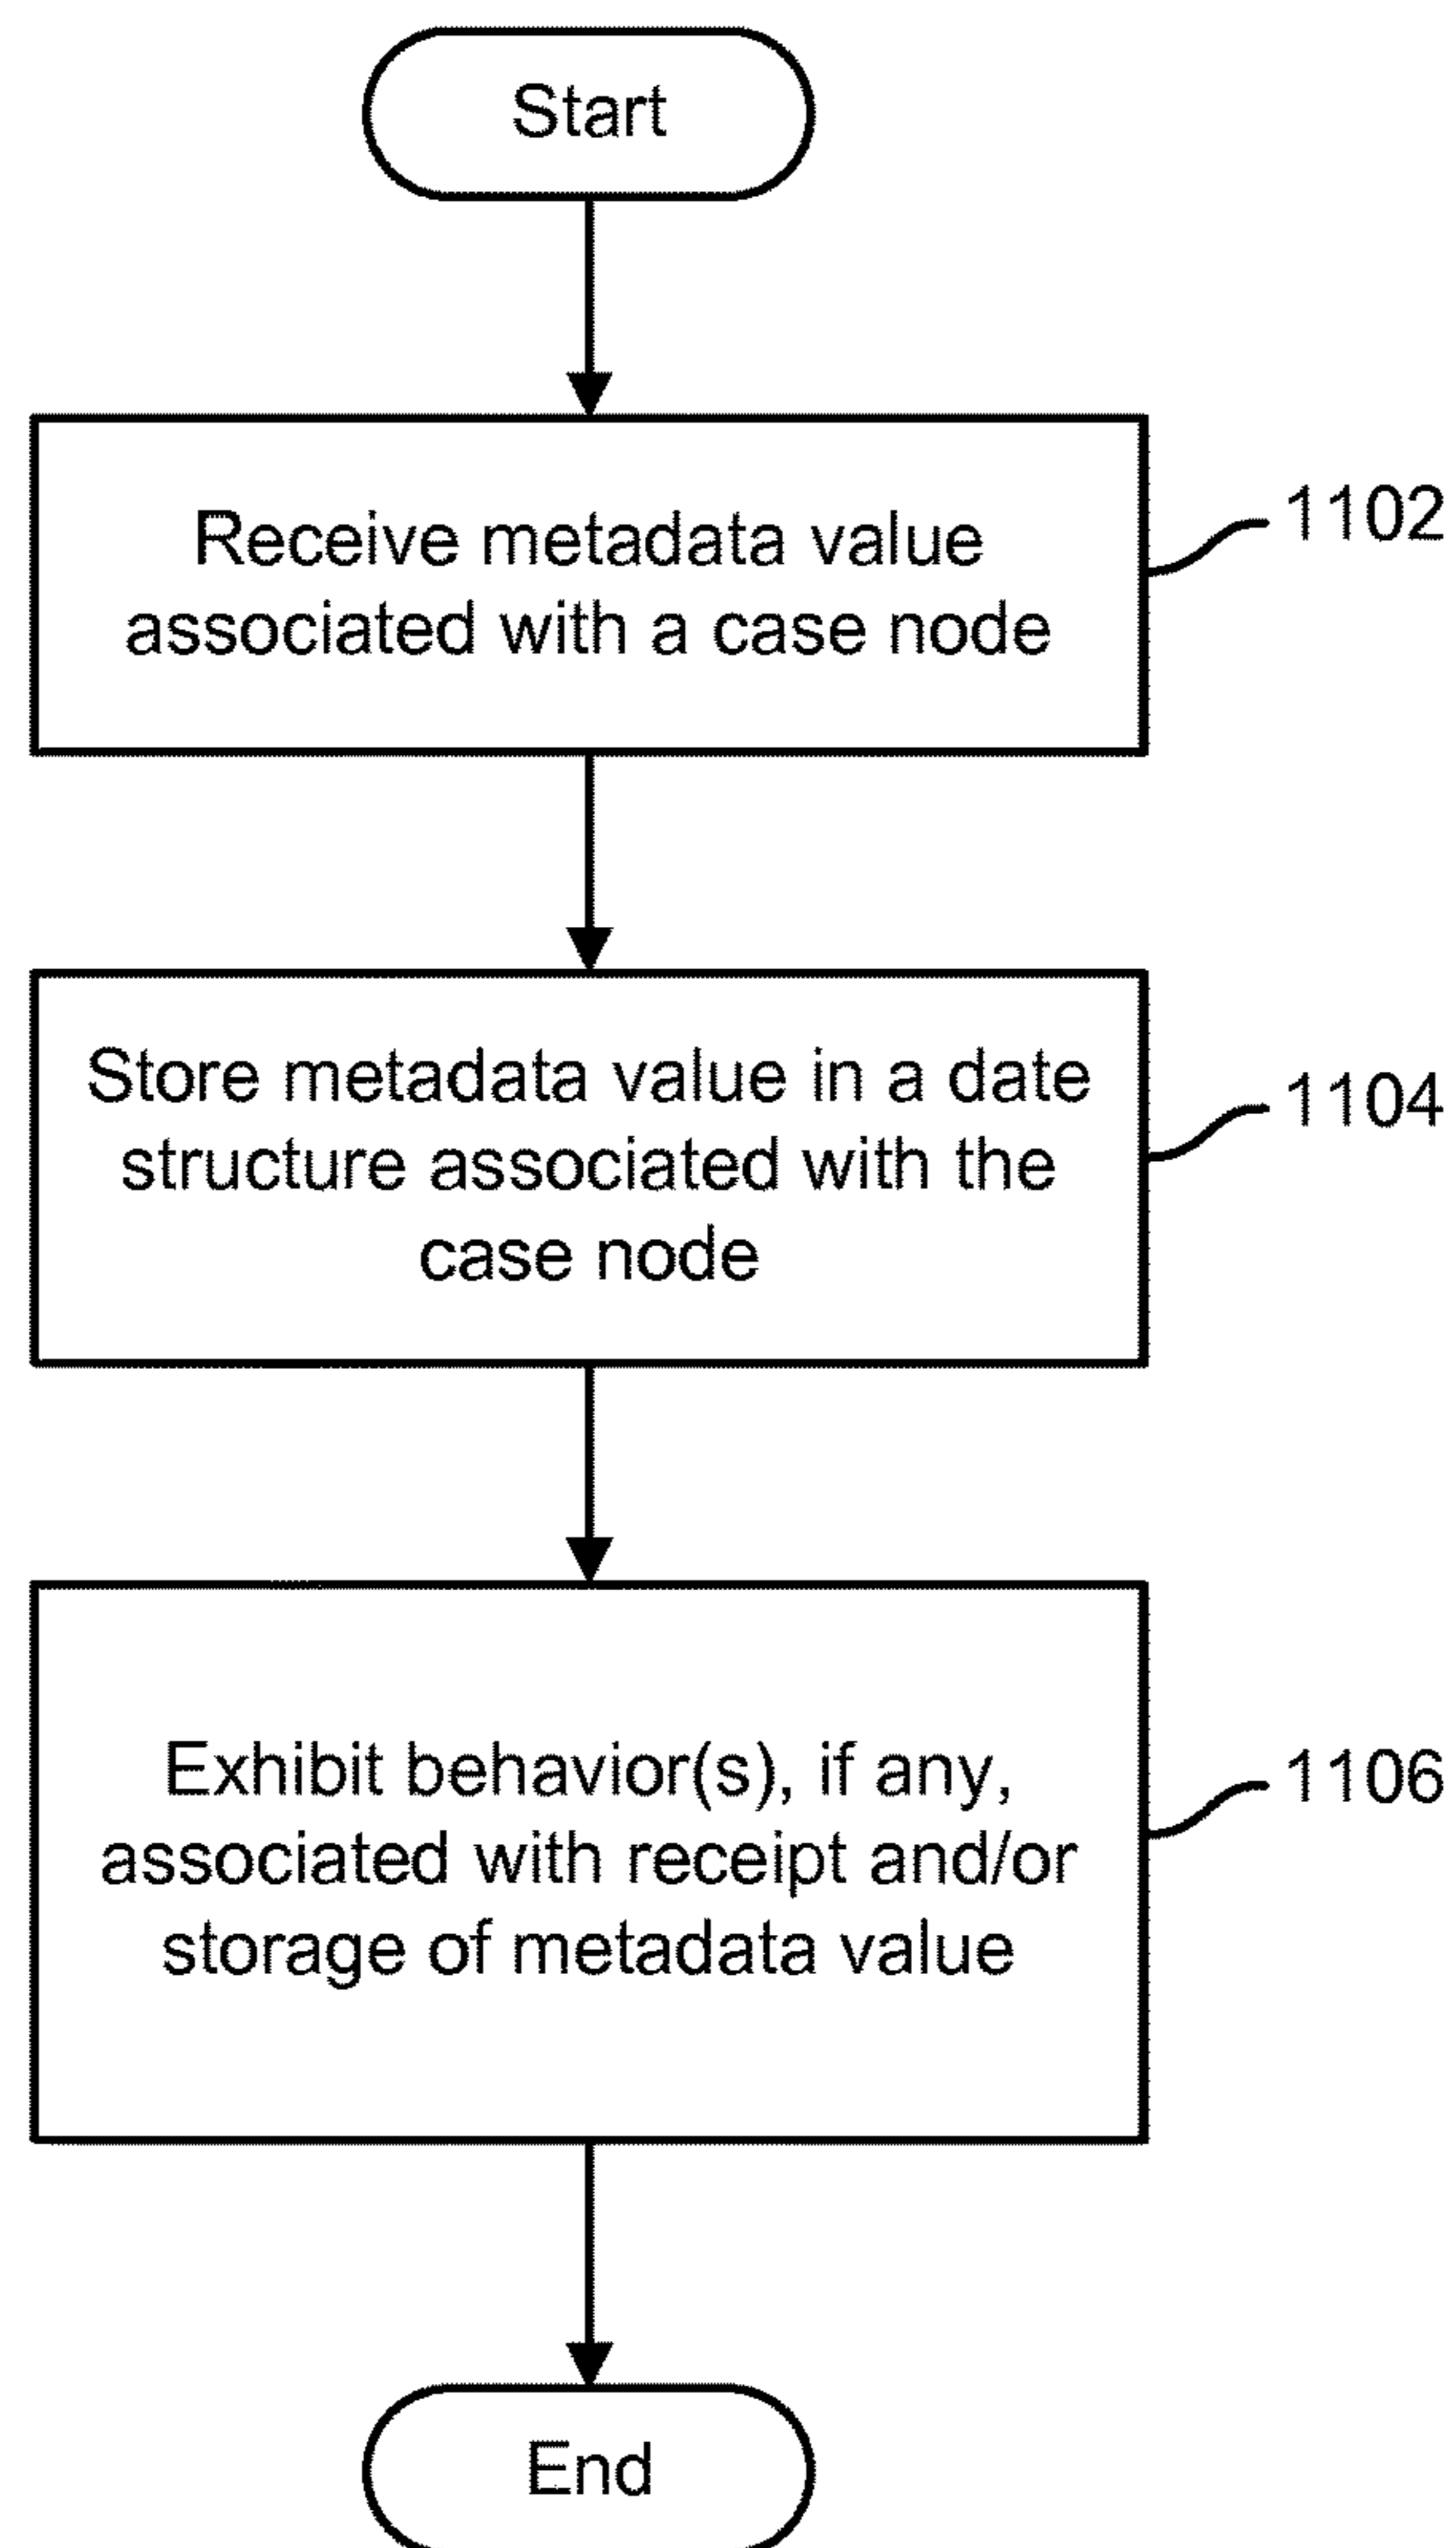 Start
Receive metadata value
associated with a case node
1102
Store metadata value in a date
structure associated with the
case node
1104
Exhibit behavior(s), if any,
associated with receipt and/or
storage of metadata value
1106
End